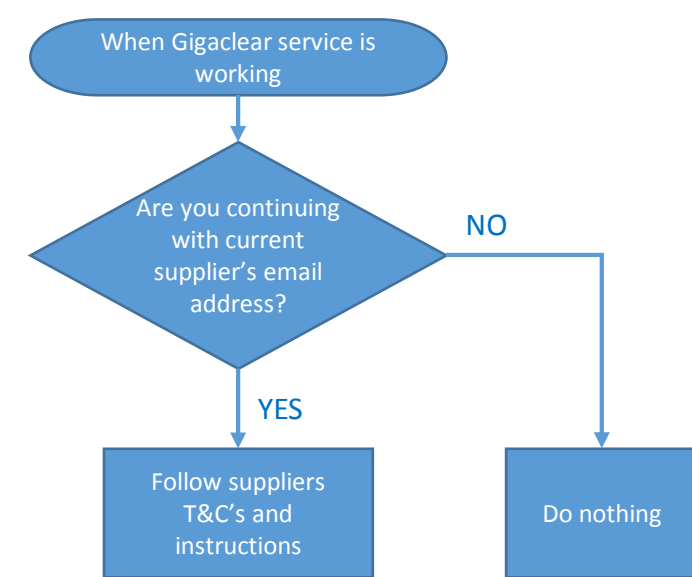 When Gigaclear service is
working
Are you continuing
with current
supplier’s email
address?
NO
YES
Follow suppliers
T&C’s and
instructions
Do nothing